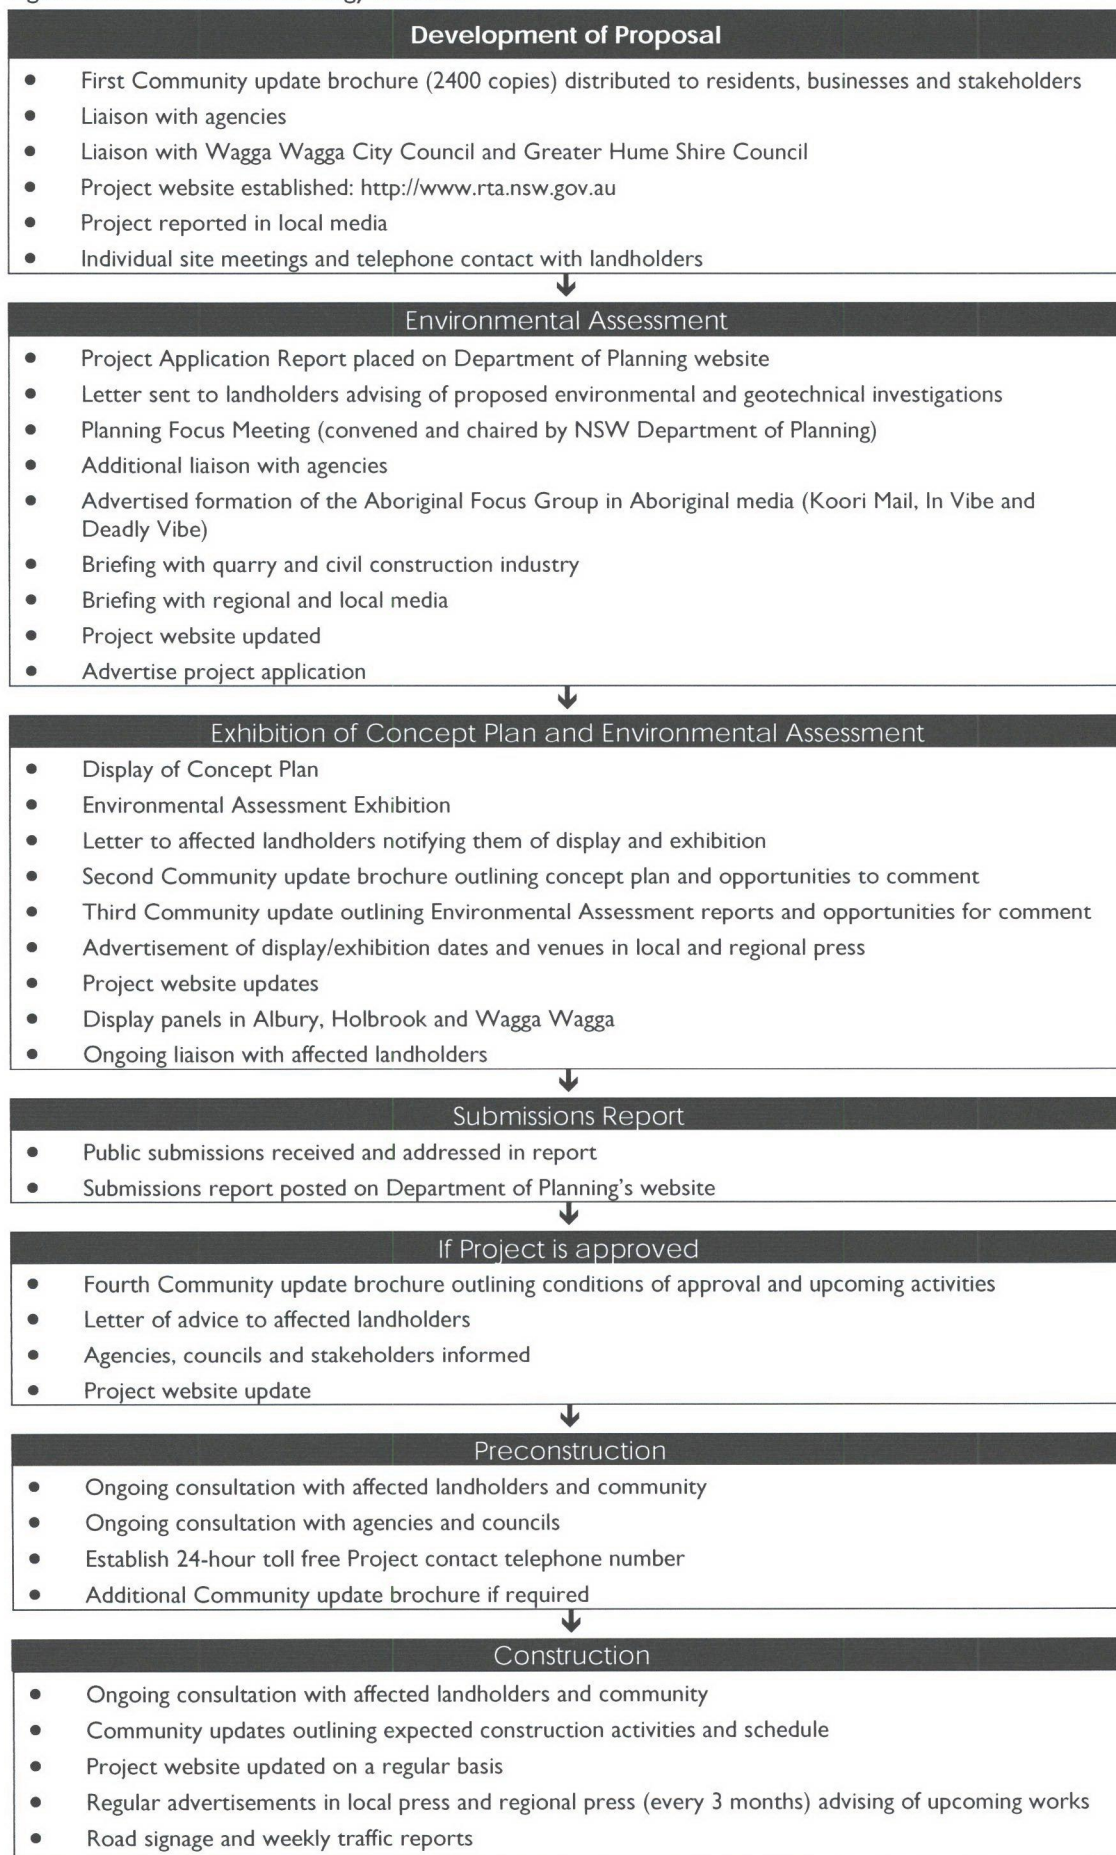 Development of Proposal
● First Community update brochure (2400 copies) distributed to residents, businesses and stakeholders
● Liaison with agencies
● Liaison with Wagga Wagga City Council and Greater Hume Shire Council
● Project website established: http://www.rta.nsw.gov.au
● Project reported in local media
● Individual site meetings and telephone contact with landholders
Environmental Assessment
● Project Application Report placed on Department of Planning website
● Letter sent to landholders advising of proposed environmental and geotechnical investigations
● Planning Focus Meeting (convened and chaired by NSW Department of Planning)
● Additional liaison with agencies
● Advertised formation of the Aboriginal Focus Group in Aboriginal media (Koori Mail, In Vibe and
Deadly Vibe)
● Briefing with quarry and civil construction industry
● Briefing with regional and local media
● Project website updated
● Advertise project application
Exhibition of Concept Plan and Environmental Assessment
● Display of Concept Plan
● Environmental Assessment Exhibition
● Letter to affected landholders notifying them of display and exhibition
● Second Community update brochure outlining concept plan and opportunities to comment
● Third Community update outlining Environmental Assessment reports and opportunities for comment
● Advertisement of display/exhibition dates and venues in local and regional press
● Project website updates
● Display panels in Albury, Holbrook and Wagga Wagga
● Ongoing liaison with affected landholders
Submissions Report
● Public submissions received and addressed in report
● Submissions report posted on Department of Planning's website
If Project is approved
● Fourth Community update brochure outlining conditions of approval and upcoming activities
● Letter of advice to affected landholders
● Agencies, councils and stakeholders informed
● Project website update
Preconstruction
● Ongoing consultation with affected landholders and community
● Ongoing consultation with agencies and councils
● Establish 24-hour toll free Project contact telephone number
● Additional Community update brochure if required
Construction
● Ongoing consultation with affected landholders and community
● Community updates outlining expected construction activities and schedule
● Project website updated on a regular basis
● Regular advertisements in local press and regional press (every 3 months) advising of upcoming works
● Road signage and weekly traffic reports